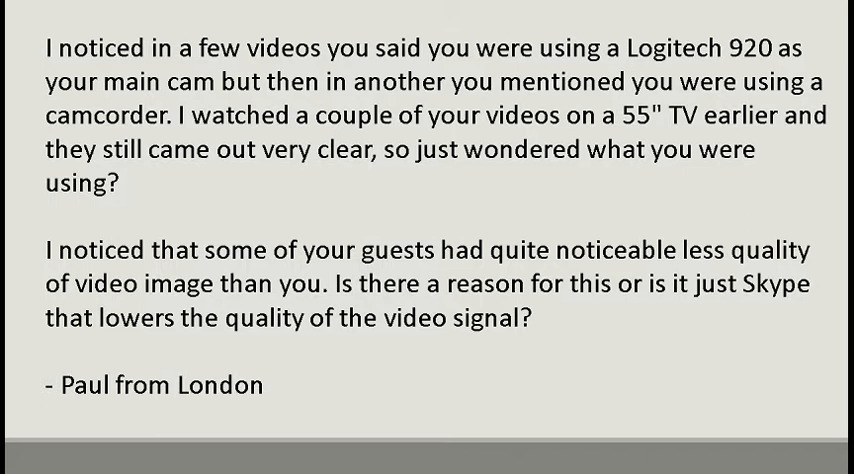 I noticed in a few videos you said you were using a Logitech 920 as
your main cam but then in another you mentioned you were using a
camcorder. I watched a couple of your videos on a 55" TV earlier and
they still came out very clear, so just wondered what you were
using?
I noticed that some of your guests had quite noticeable less quality
of video image than you. Is there a reason for this or is it just Skype
that lowers the quality of the video signal?
- Paul from London